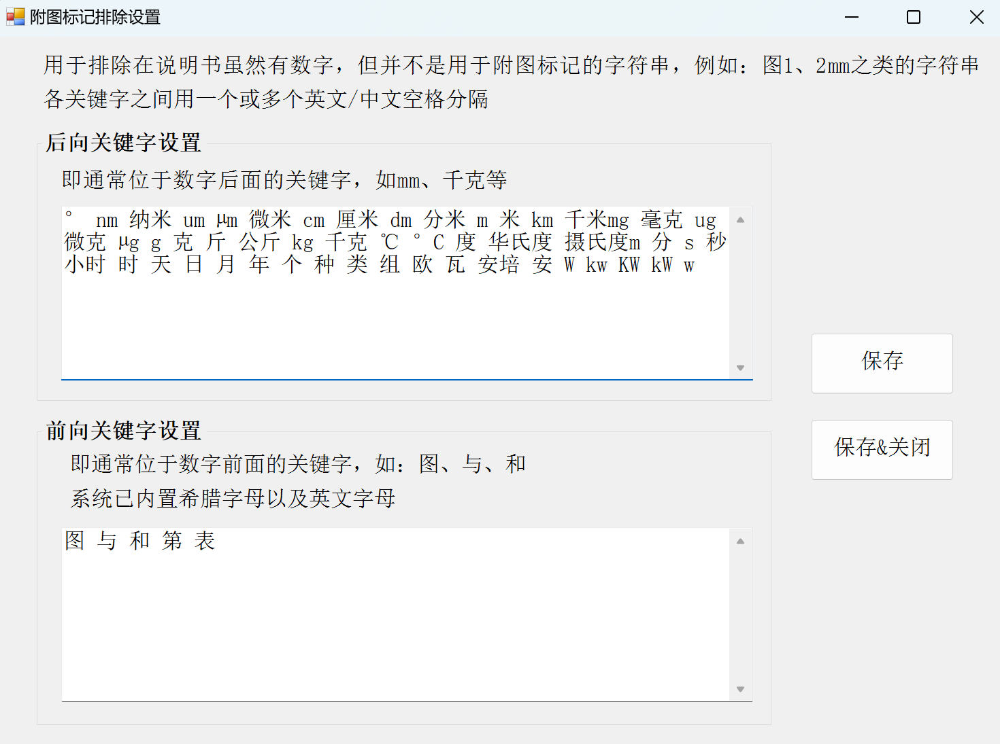 附图标记排除设置
用于排除在说明书虽然有数字，但并不是用于附图标记的字符串，例如：图1、2mm之类的字符串
各关键字之间用一个或多个英文/中文空格分隔
后向关键字设置
即通常位于数字后面的关键字，如mm、千克等
°　nm 纳米 um μm 微米 cm 厘米 dm 分米 m 米 km 千米mg 毫克 ug
微克 μg g 克 斤 公斤 kg 千克 ℃ °C 度 华氏度 摄氏度m 分 s 秒
小时 时 天 日 月 年 个 种 类 组 欧 瓦 安培 安 W kw KW kW w
保存
前向关键字设置
即通常位于数字前面的关键字，如：图、与、和
系统已内置希腊字母以及英文字母
保存&关闭
图 与 和 第 表